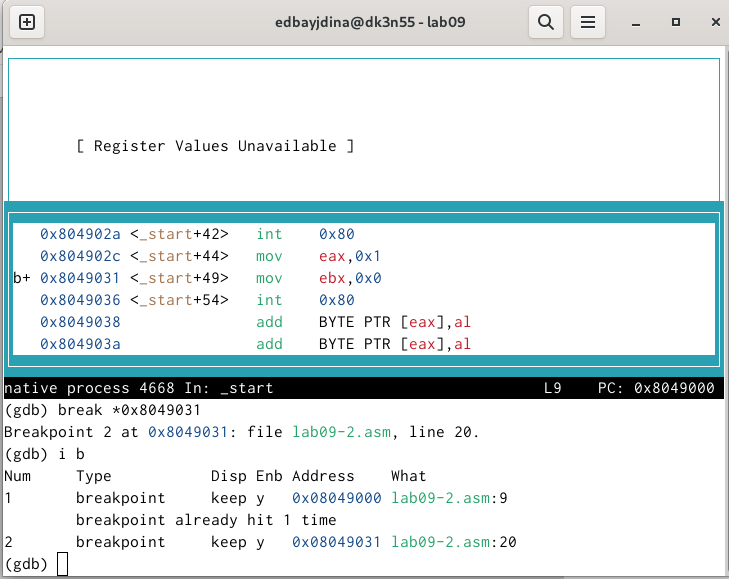 edbayjdina@dk3n55 - lab09
[ Register Values Unavailable ]
0x804902a <_start+42> int 0x80
0x804902c <_start+44> mov eax,0x1
b+ 0x8049031 <_start+49> mov ebx,0x0
0x8049036 <_start+54> int 0x80
0x8049038 add BYTE PTR [eax],al
0x804903a add BYTE PTR [eax],al
native process 4668 In: _start L9 PC: 0x8049000
(gdb) break *0x8049031
Breakpoint 2 at 0x8049031: file lab09-2.asm, line 20.
(gdb) i b
Num Type Disp Enb Address What
1 breakpoint keep y 0x08049000 lab09-2.asm:9
breakpoint already hit 1 time
2 breakpoint keep y 0x08049031 lab09-2.asm:20
(gdb)